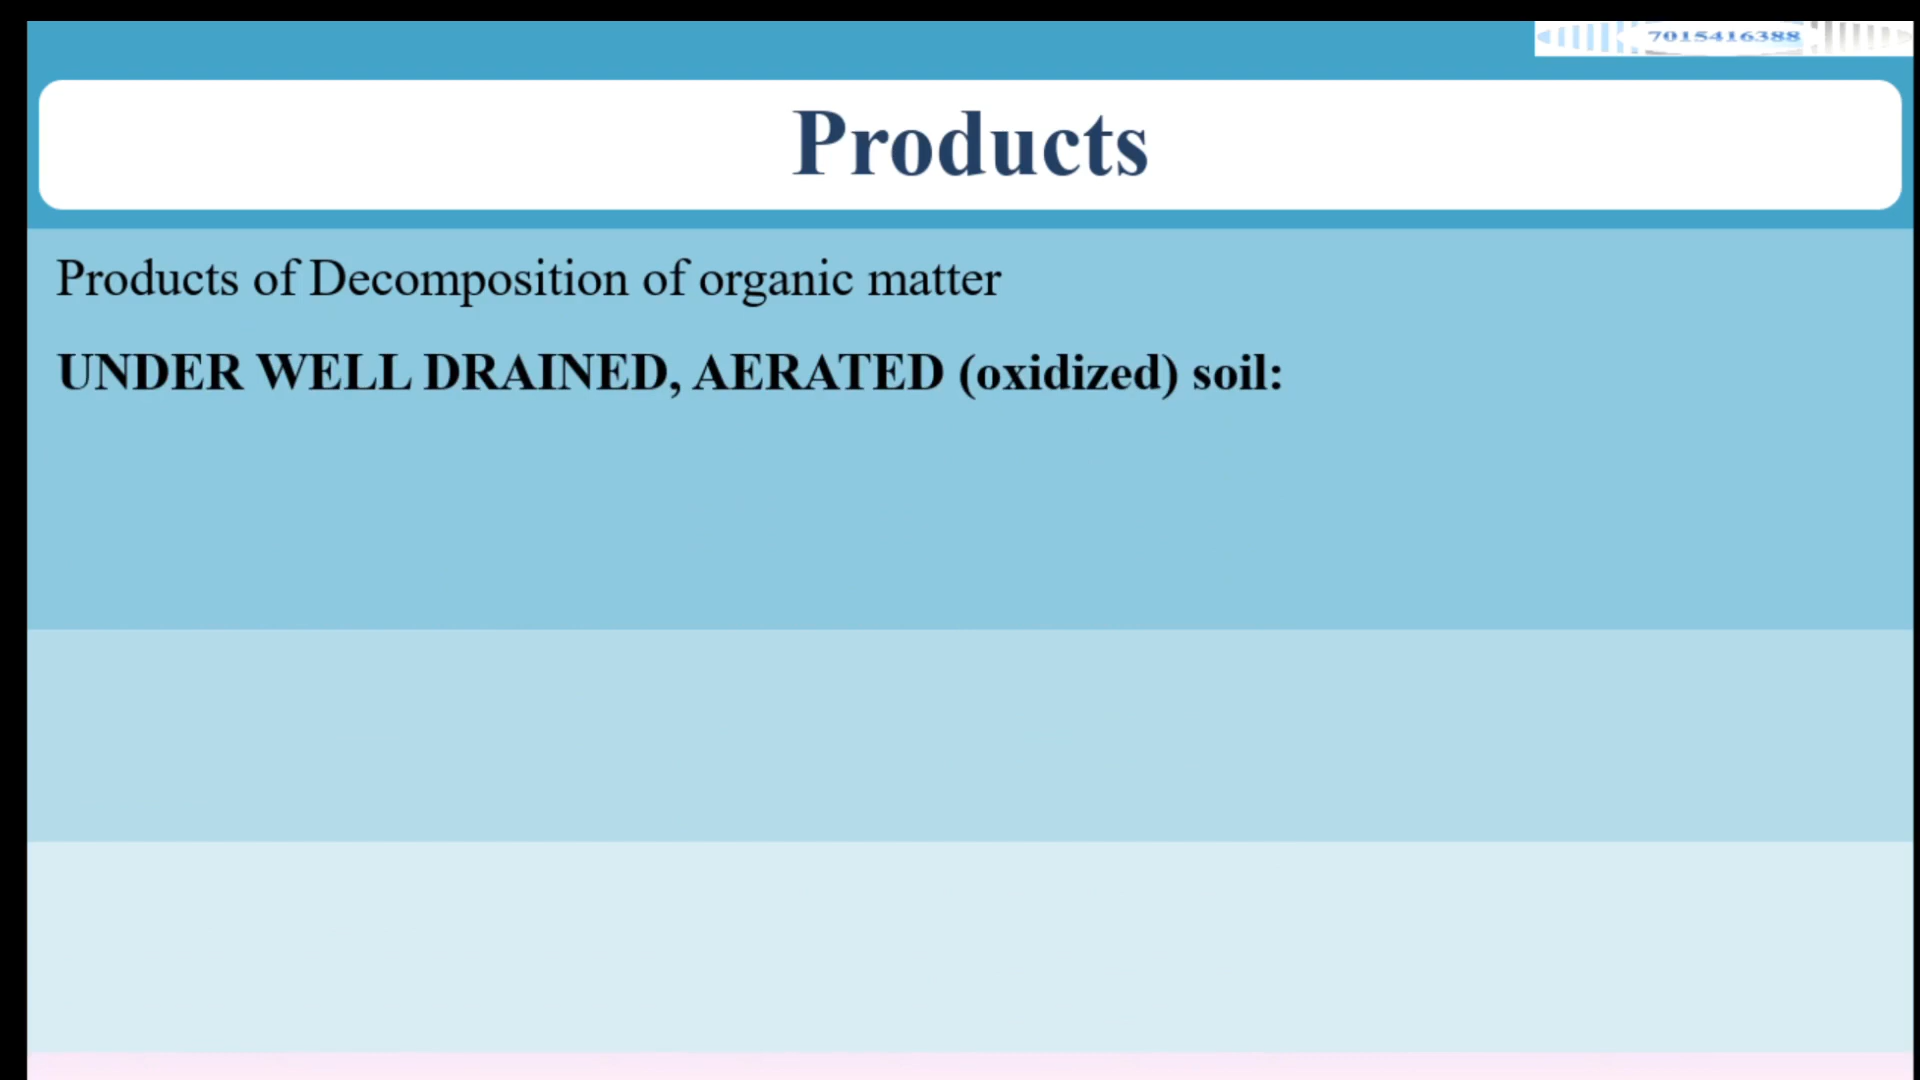 7015416388
Products
Products of Decomposition of organic matter
UNDER WELL DRAINED, AERATED (oxidized) soil: